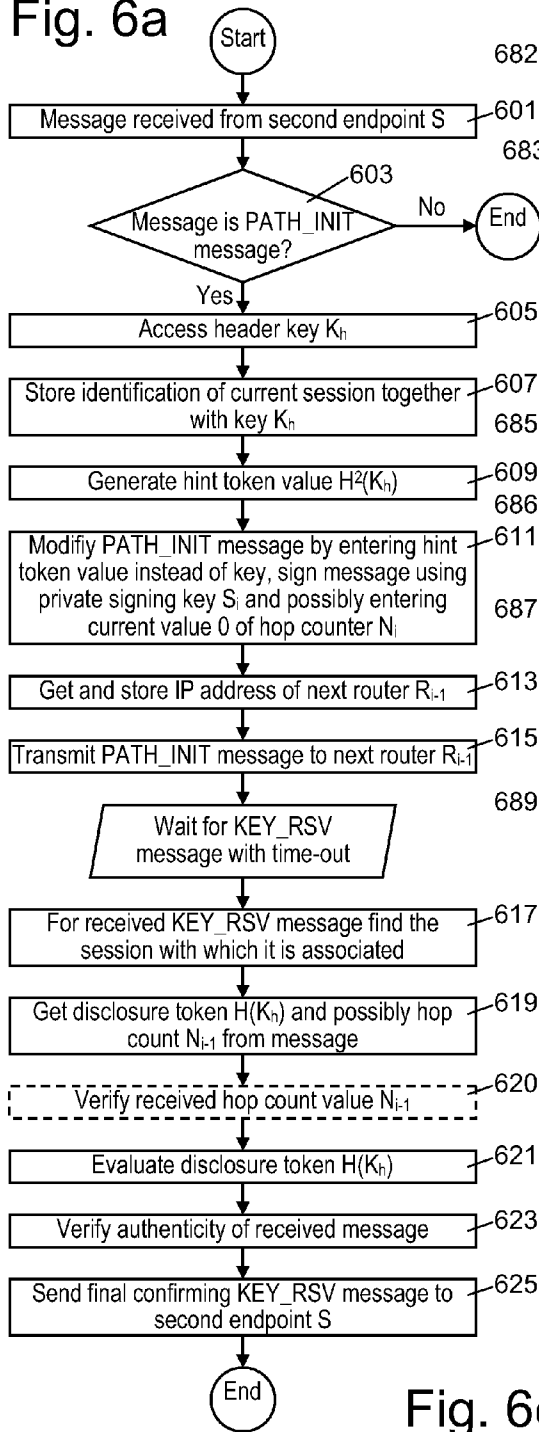 Fig. 6a
Start
682
Message received from second endpoint S
601
683
603
Message is PATH_INIT
message?
No
End
Yes
Access header key Kh
605
Store identification of current session together
with key Kh
607
685
Generate hint token value H²(Kh)
609
686
Modifiy PATH_INIT message by entering hint
token value instead of key, sign message using
private signing key Si and possibly entering
current value 0 of hop counter Ni
611
687
Get and store IP address of next router Ri-1
613
Transmit PATH_INIT message to next router Ri-1
615
689
Wait for KEY_RSV
message with time-out
For received KEY_RSV message find the
session with which it is associated
617
Get disclosure token H(Kh) and possibly hop
count Ni-1 from message
619
Verify received hop count value Ni-1
620
Evaluate disclosure token H(Kh)
621
Verify authenticity of received message
623
Send final confirming KEY_RSV message to
second endpoint S
625
End
Fig. 6